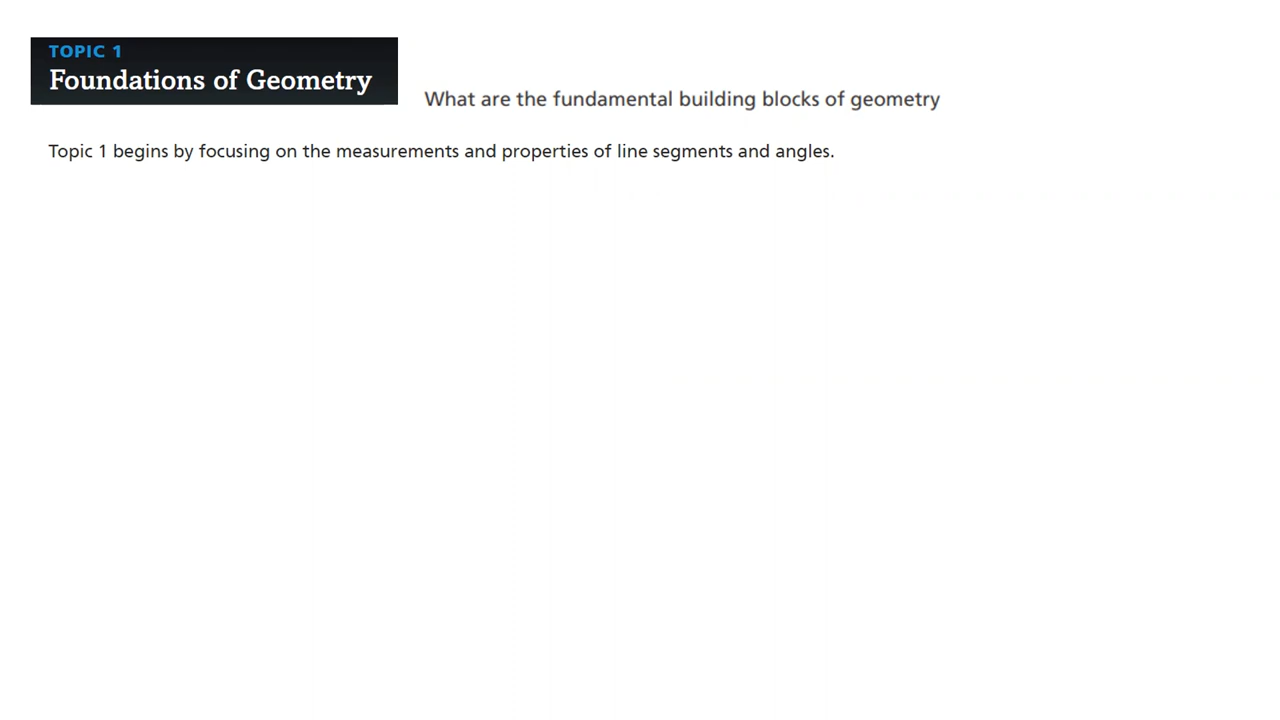 TOPIC 1
Foundations of Geometry
What are the fundamental building blocks of geometry
Topic 1 begins by focusing on the measurements and properties of line segments and angles.